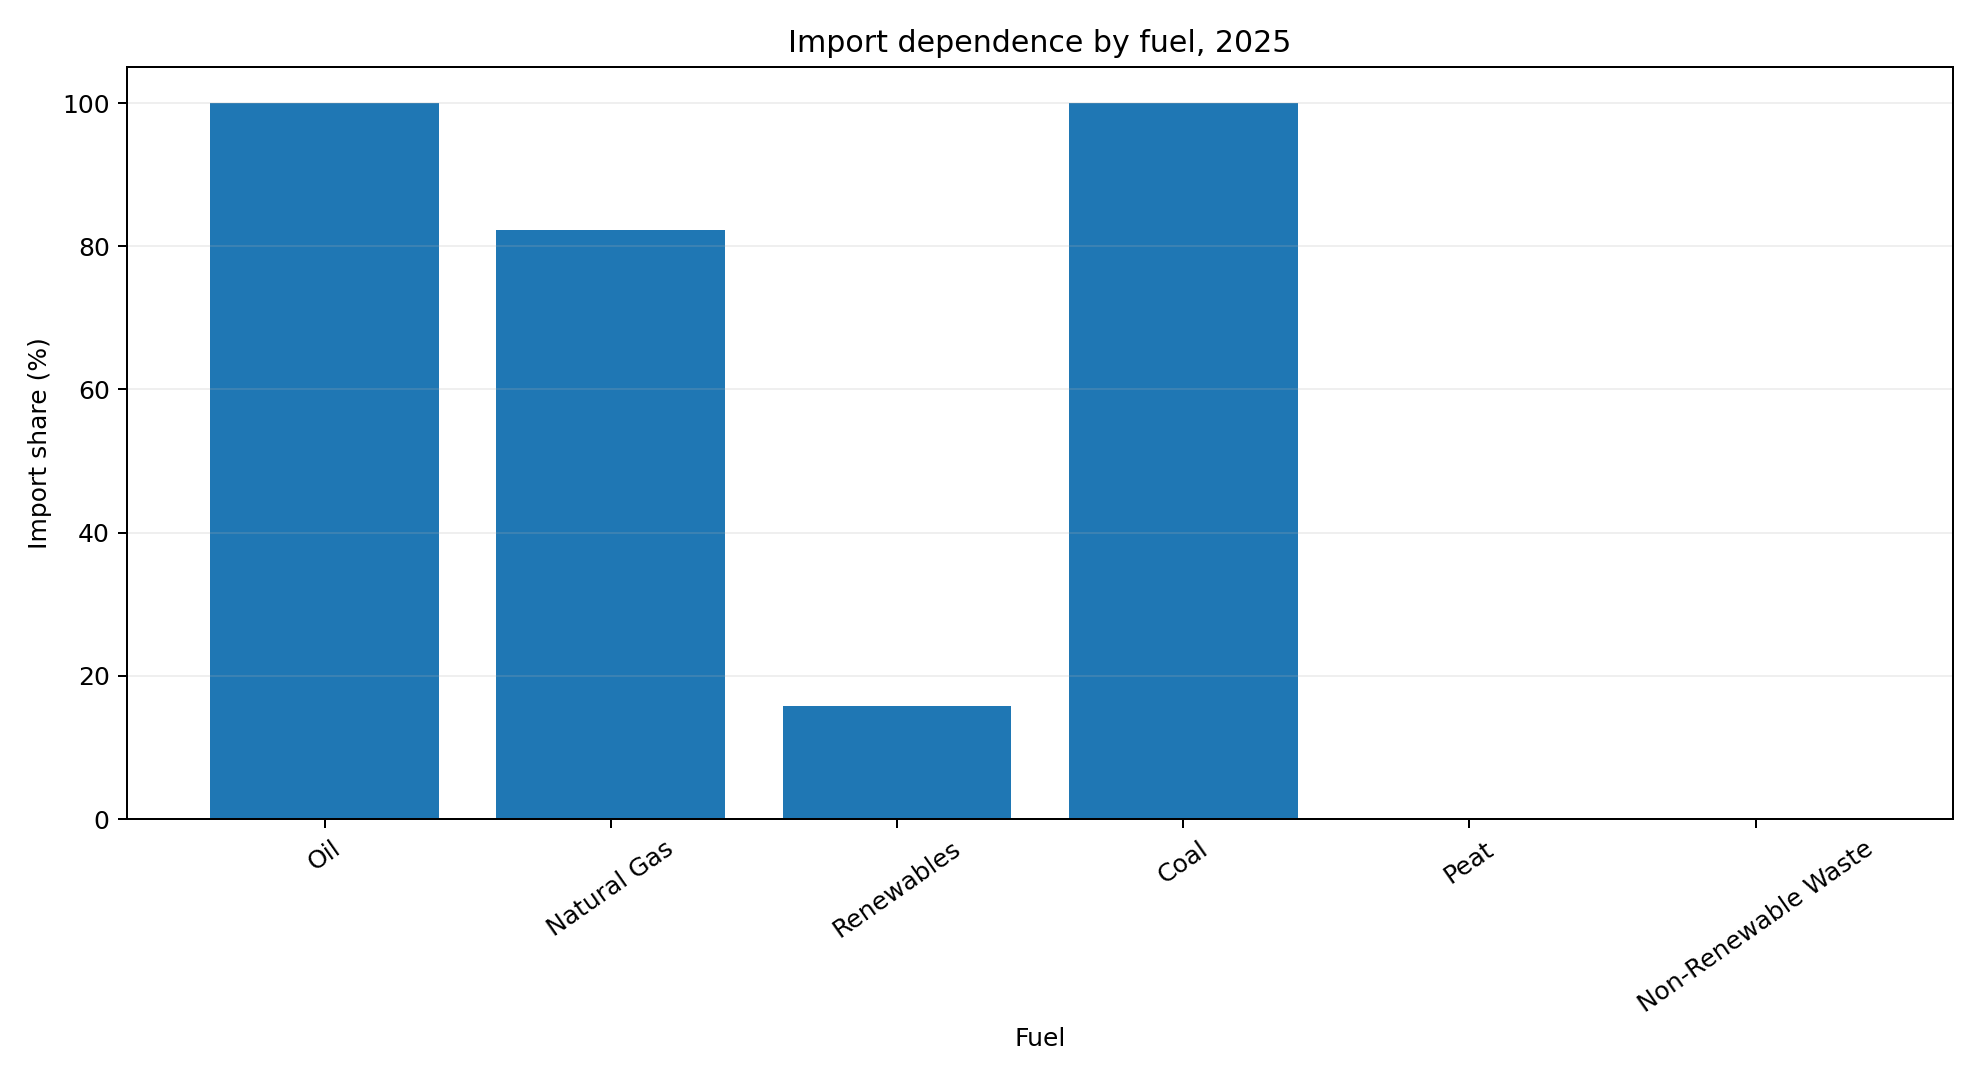 Import dependence by fuel, 2025
Import share (%)
100
80
60
40
20
0
Oil
Natural Gas
Renewables
Coal
Peat
Non-Renewable Waste
Fuel